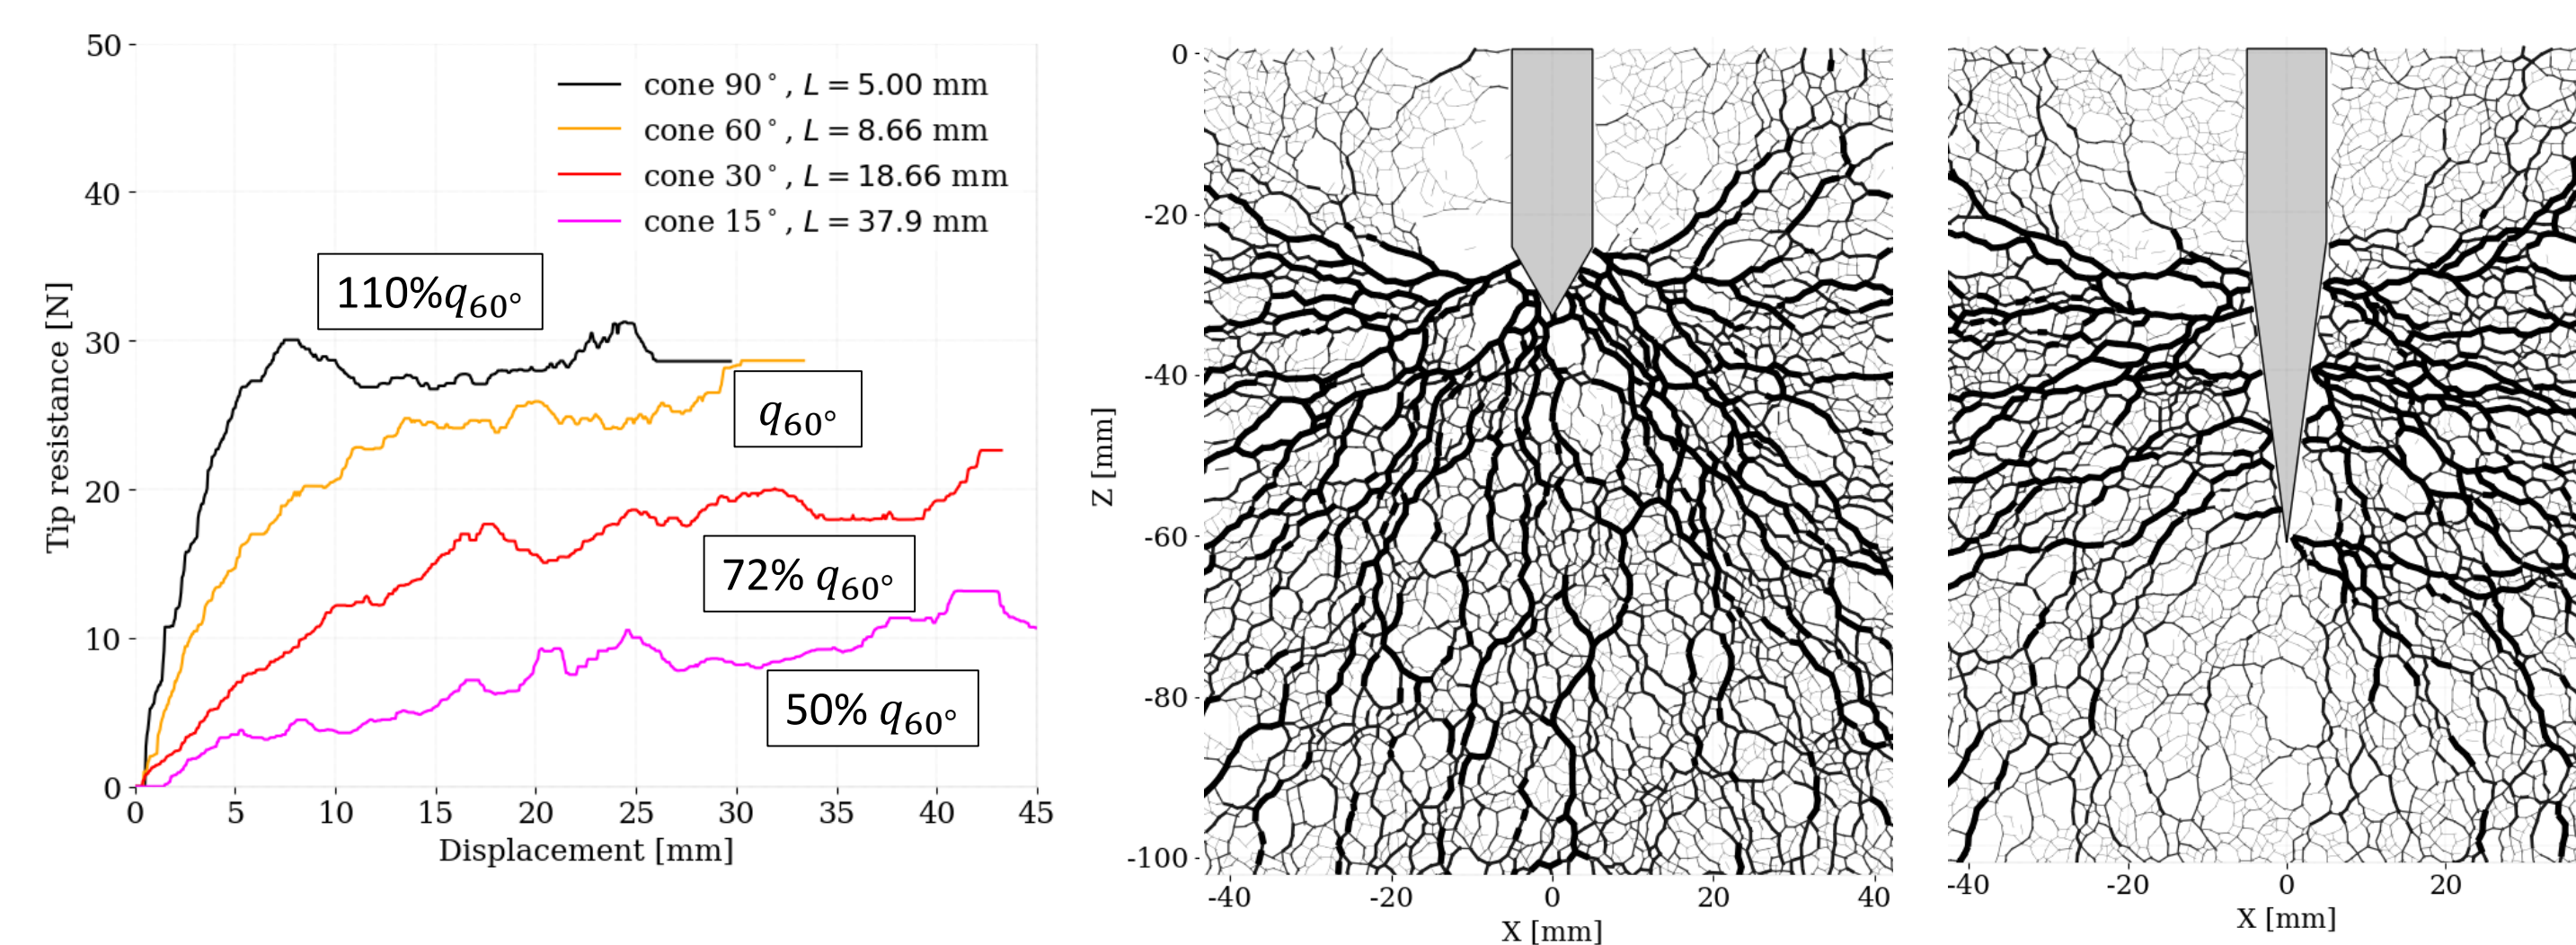 50
40
30
20
10
0
Tip resistance [N]
cone 90°, L = 5.00 mm
cone 60°, L = 8.66 mm
cone 30°, L = 18.66 mm
cone 15°, L = 37.9 mm
110%q60°
q60°
72% q60°
50% q60°
0 5 10 15 20 25 30 35 40 45
Displacement [mm]
0
-20
-40
-60
-80
-100
Z [mm]
-40 -20 0 20 40
X [mm]
-40 -20 0 20
X [mm]